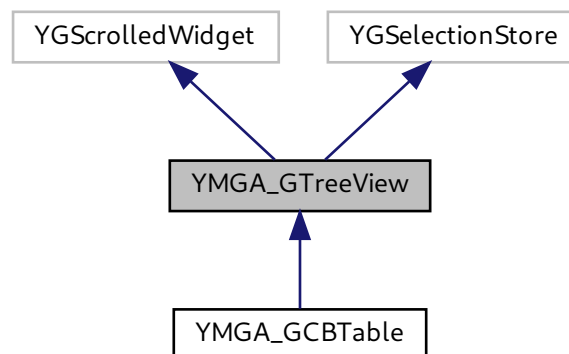 YGScrolledWidget
YGSelectionStore
YMGA_GTreeView
YMGA_GCBTable